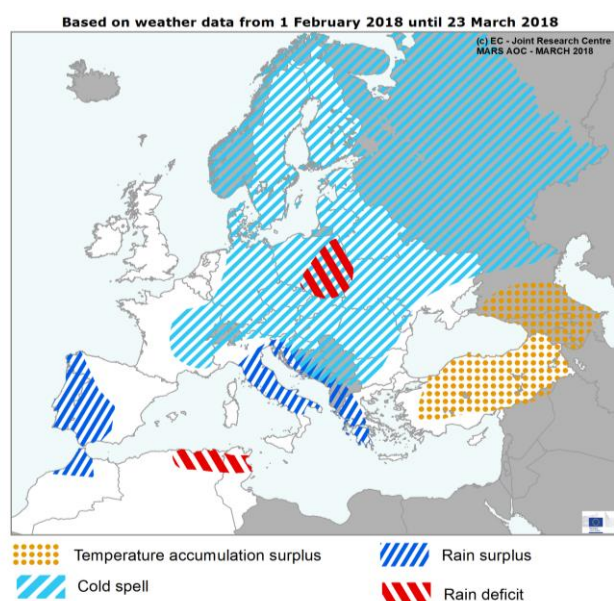 Based on weather data from 1 February 2018 until 23 March 2018
(c) EC - Joint Research Centre
MARS AOC - MARCH 2018
Temperature accumulation surplus
Rain surplus
Cold spell
Rain deficit